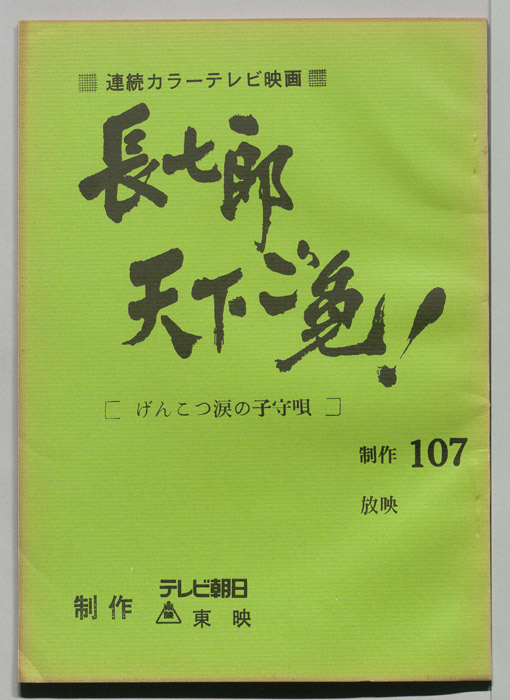 連続カラーテレビ映画
長七郎
天下ご免!
[げんこつ涙の子守唄]
制作 107
放映
制作 テレビ朝日
東映